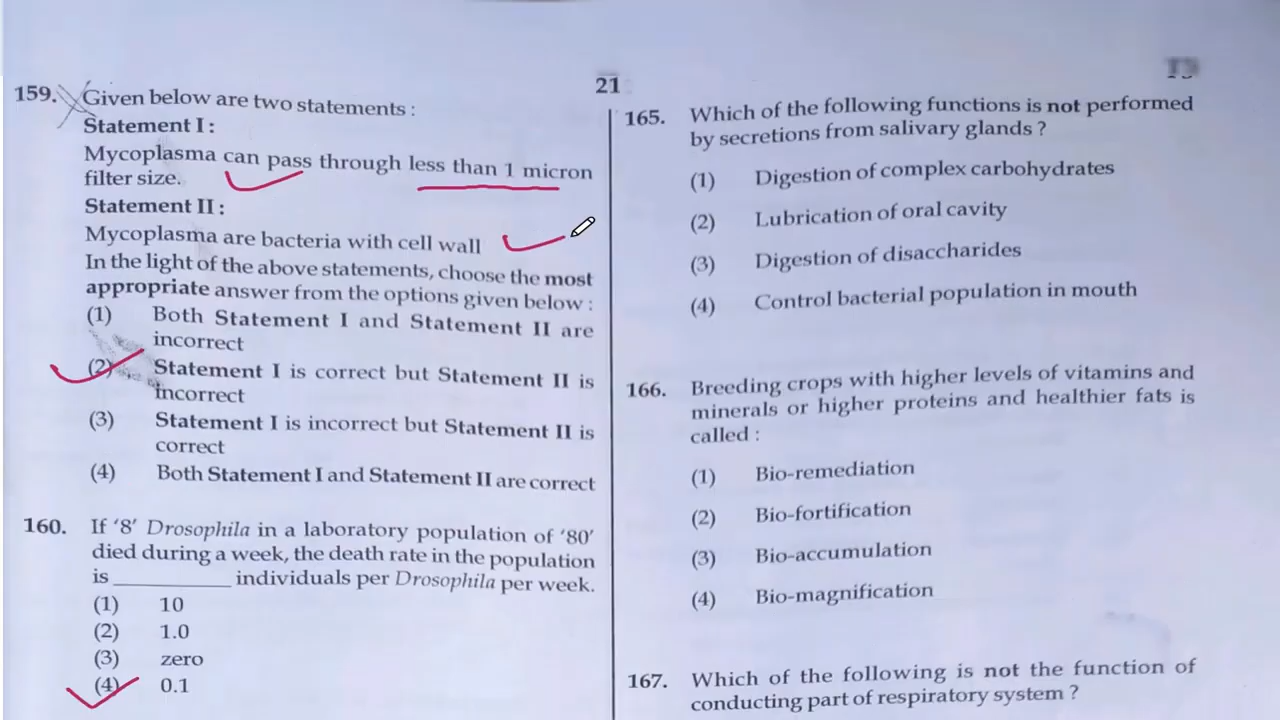 21
159. Given below are two statements :
Statement I :
Mycoplasma can pass through less than 1 micron
filter size.
Statement II :
Mycoplasma are bacteria with cell wall
In the light of the above statements, choose the most
appropriate answer from the options given below :
(1) Both Statement I and Statement II are
incorrect
(2) Statement I is correct but Statement II is
incorrect
(3) Statement I is incorrect but Statement II is
correct
(4) Both Statement I and Statement II are correct
160. If '8' Drosophila in a laboratory population of '80'
died during a week, the death rate in the population
is __________ individuals per Drosophila per week.
(1) 10
(2) 1.0
(3) zero
(4) 0.1
165. Which of the following functions is not performed
by secretions from salivary glands ?
(1) Digestion of complex carbohydrates
(2) Lubrication of oral cavity
(3) Digestion of disaccharides
(4) Control bacterial population in mouth
166. Breeding crops with higher levels of vitamins and
minerals or higher proteins and healthier fats is
called :
(1) Bio-remediation
(2) Bio-fortification
(3) Bio-accumulation
(4) Bio-magnification
167. Which of the following is not the function of
conducting part of respiratory system ?